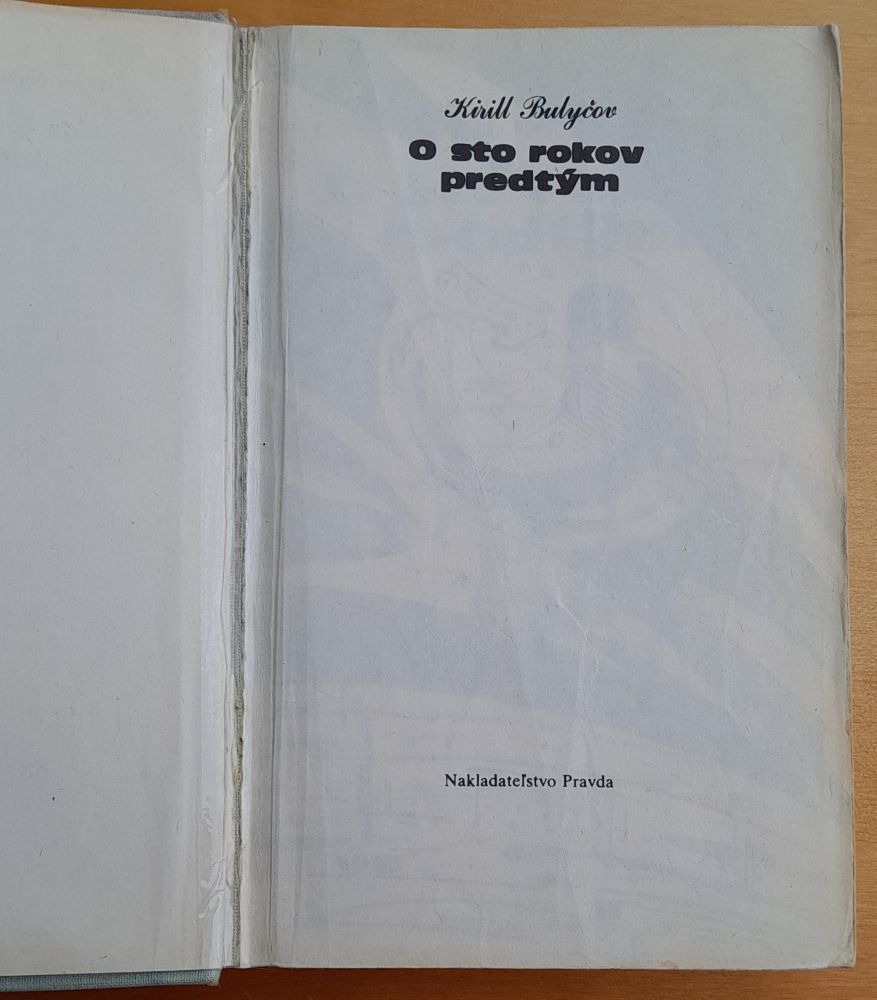 Kirill Bulyčov
O sto rokov
predtým
Nakladateľstvo Pravda